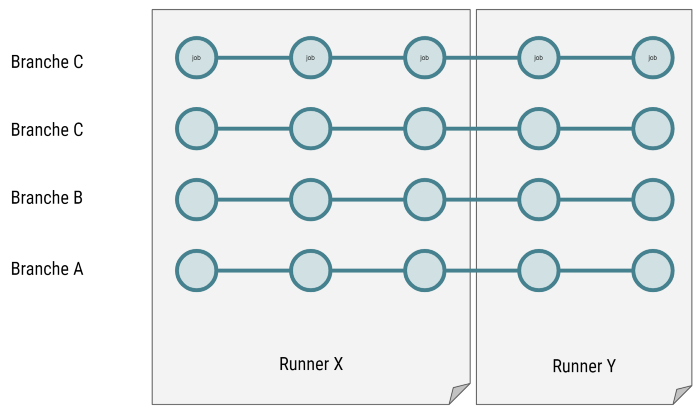 Branche C
job job job job job
Branche C
Branche B
Branche A
Runner X
Runner Y